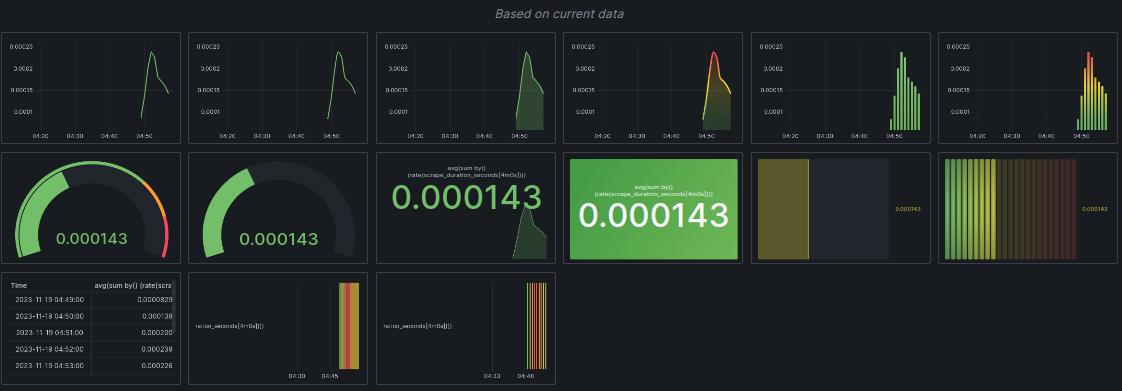 Based on current data
0.00025
0.0002
0.00015
0.0001
04:20 04:30 04:40 04:50
0.00025
0.0002
0.00015
0.0001
04:20 04:30 04:40 04:50
0.00025
0.0002
0.00015
0.0001
04:20 04:30 04:40 04:50
0.00025
0.0002
0.00015
0.0001
04:20 04:30 04:40 04:50
0.00025
0.0002
0.00015
0.0001
04:20 04:30 04:40 04:50
0.00025
0.0002
0.00015
0.0001
04:20 04:30 04:40 04:50
0.000143
0.000143
avg(sum by()
(rate(scrape_duration_seconds[4m0s])))
0.000143
avg(sum by()
(rate(scrape_duration_seconds[4m0s])))
0.000143
0.000143
0.000143
Time avg(sum by() (rate(scra
2023-11-19 04:49:00 0.0000829
2023-11-19 04:50:00 0.000138
2023-11-19 04:51:00 0.000200
2023-11-19 04:52:00 0.000239
2023-11-19 04:53:00 0.000226
ration_seconds[4m0s])))
04:30 04:45
ration_seconds[4m0s])))
04:33 04:48